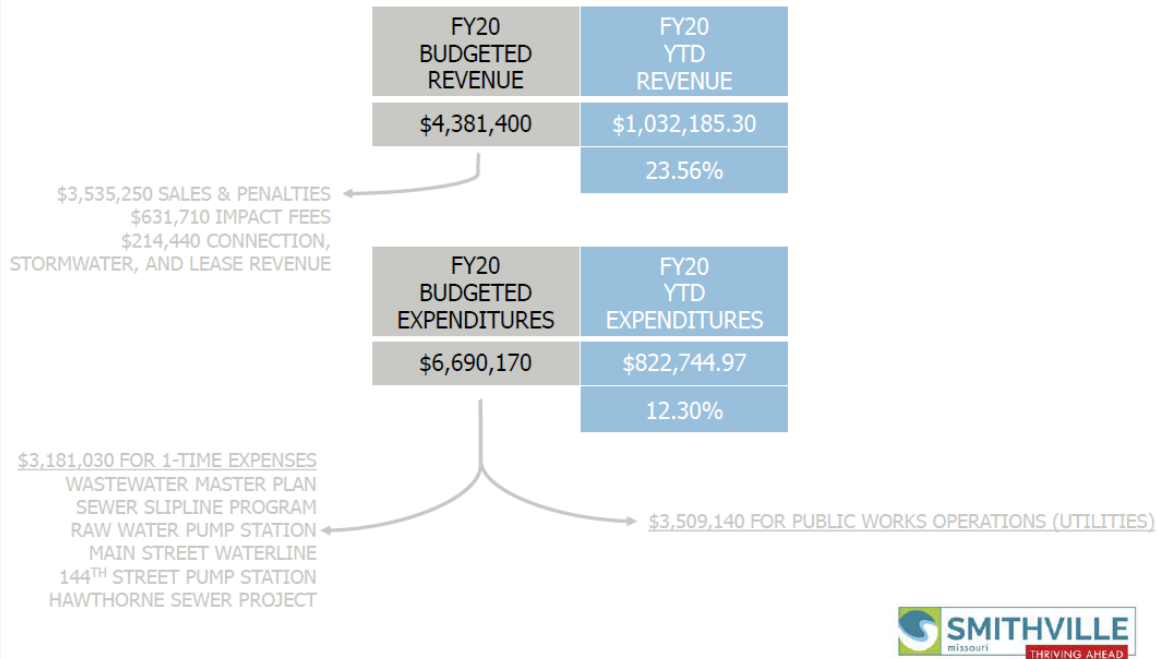 FY20
BUDGETED
REVENUE
FY20
YTD
REVENUE
$4,381,400
$1,032,185.30
23.56%
$3,535,250 SALES & PENALTIES
$631,710 IMPACT FEES
$214,440 CONNECTION,
STORMWATER, AND LEASE REVENUE
FY20
BUDGETED
EXPENDITURES
FY20
YTD
EXPENDITURES
$6,690,170
$822,744.97
12.30%
$3,181,030 FOR 1-TIME EXPENSES
WASTEWATER MASTER PLAN
SEWER SLIPLINE PROGRAM
RAW WATER PUMP STATION
MAIN STREET WATERLINE
144TH STREET PUMP STATION
HAWTHORNE SEWER PROJECT
$3,509,140 FOR PUBLIC WORKS OPERATIONS (UTILITIES)
SMITHVILLE
missouri
THRIVING AHEAD